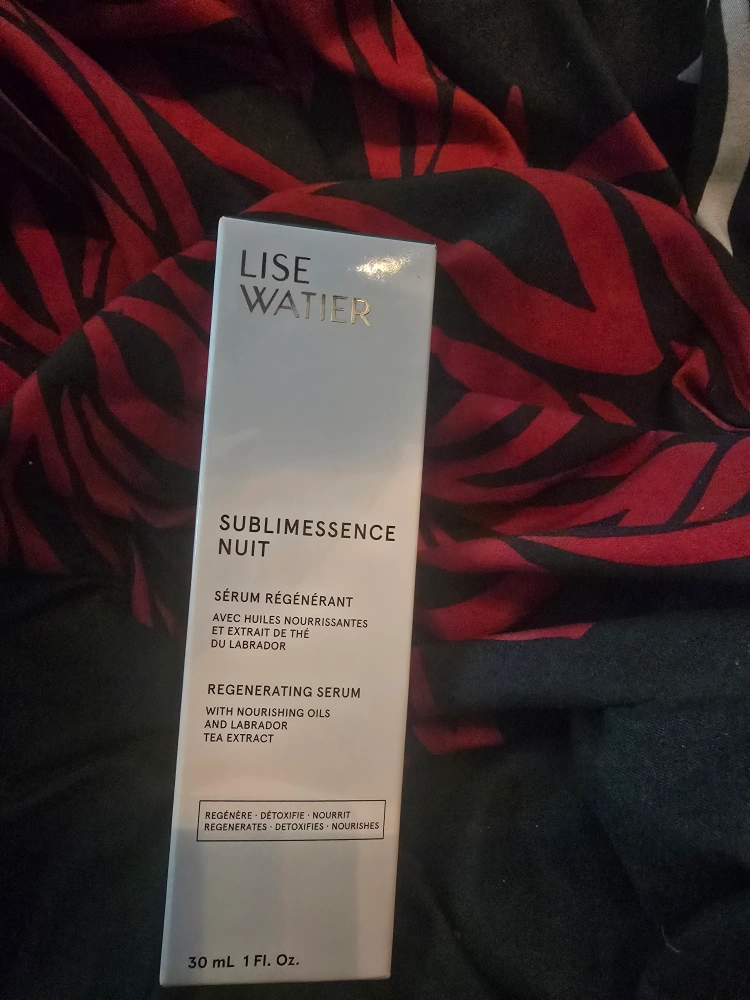 LISE
WATIER
SUBLIMESSENCE
NUIT
SÉRUM RÉGÉNÉRANT
AVEC HUILES NOURRISSANTES
ET EXTRAIT DE THÉ
DU LABRADOR
REGENERATING SERUM
WITH NOURISHING OILS
AND LABRADOR
TEA EXTRACT
RÉGÉNÈRE · DÉTOXIFIE · NOURRIT
REGENERATES · DETOXIFIES · NOURISHES
30 mL 1 Fl. Oz.